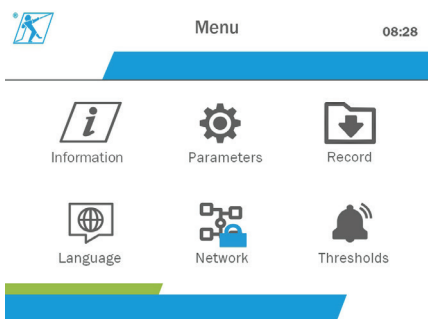 Menu
08:28
Information
Parameters
Record
Language
Network
Thresholds